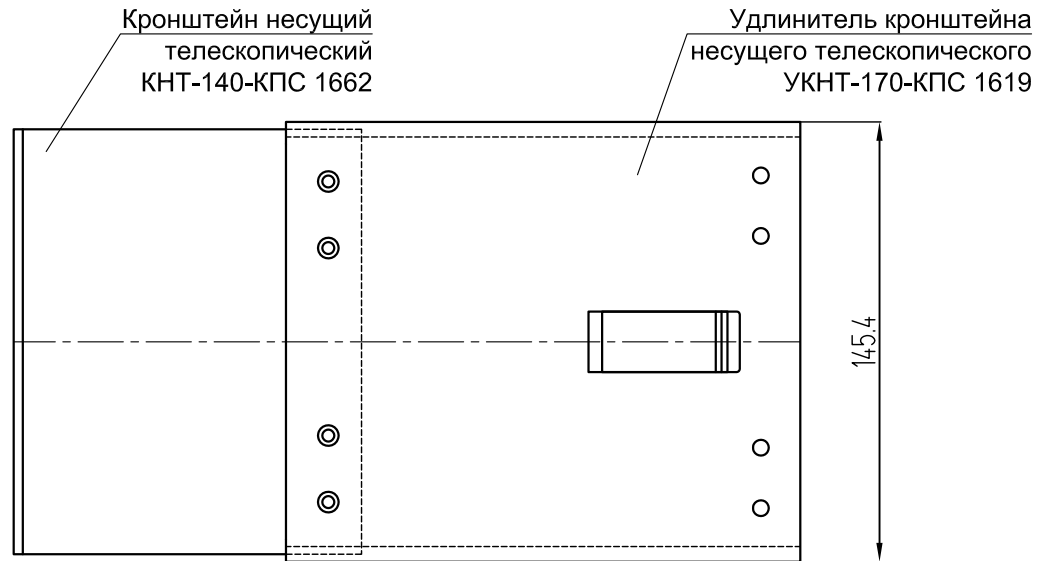 Кронштейн несущий
телескопический
КНТ-140-КПС 1662
Удлинитель кронштейна
несущего телескопического
УКНТ-170-КПС 1619
145.4